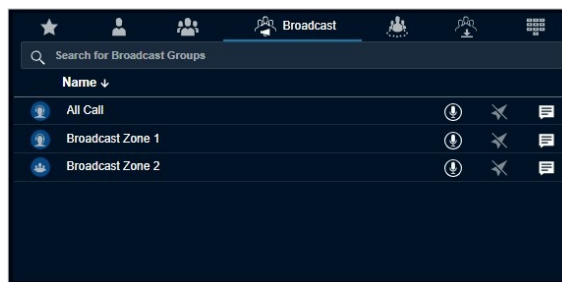 Broadcast
Search for Broadcast Groups
Name
All Call
Broadcast Zone 1
Broadcast Zone 2